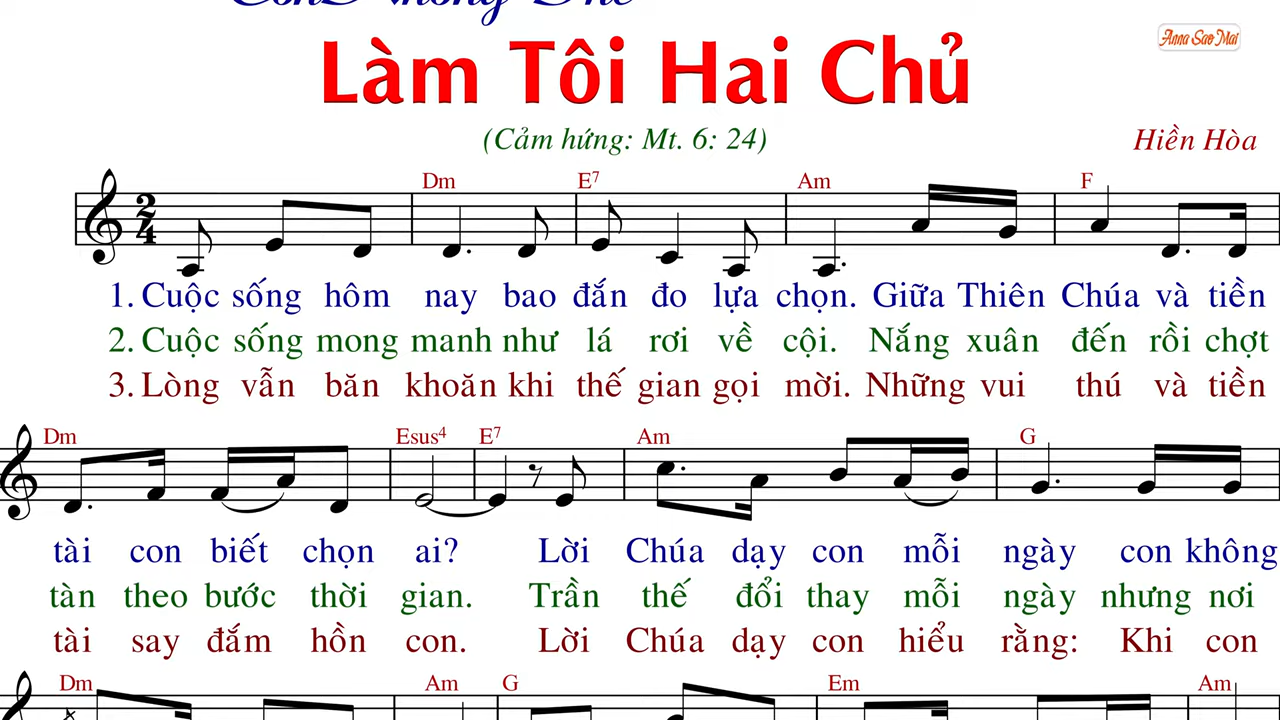 Làm Tôi Hai Chủ
Anna Sao Mai
(Cảm hứng: Mt. 6: 24)
Hiền Hòa
Dm E7 Am F
2
4
1. Cuộc sống hôm nay bao đắn đo lựa chọn. Giữa Thiên Chúa và tiền
2. Cuộc sống mong manh như lá rơi về cội. Nắng xuân đến rồi chợt
3. Lòng vẫn băn khoăn khi thế gian gọi mời. Những vui thú và tiền
Dm Esus4 E7 Am G
tài con biết chọn ai? Lời Chúa dạy con mỗi ngày con không
tàn theo bước thời gian. Trần thế đổi thay mỗi ngày nhưng nơi
tài say đắm hồn con. Lời Chúa dạy con hiểu rằng: Khi con
Dm Am G Em Am